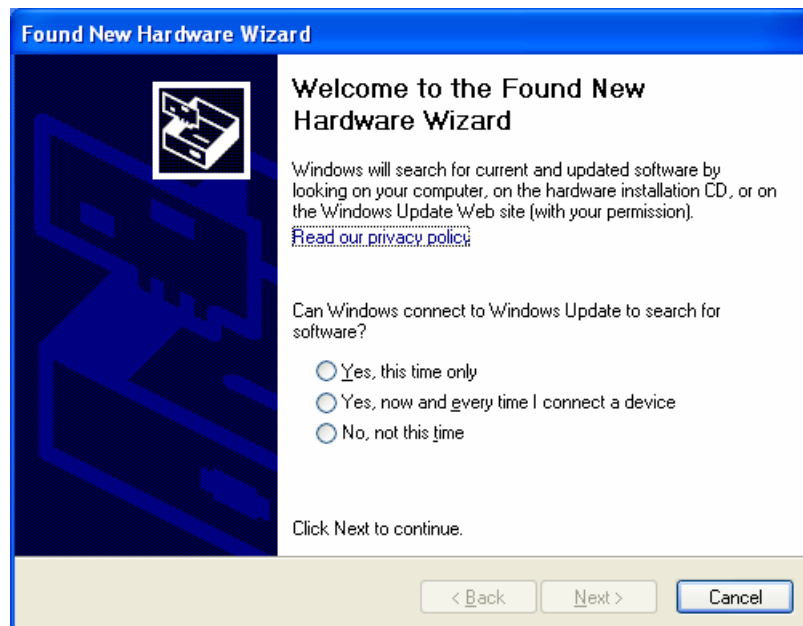 Found New Hardware Wizard
Welcome to the Found New
Hardware Wizard
Windows will search for current and updated software by
looking on your computer, on the hardware installation CD, or on
the Windows Update Web site (with your permission).
Read our privacy policy
Can Windows connect to Windows Update to search for
software?
Yes, this time only
Yes, now and every time I connect a device
No, not this time
Click Next to continue.
< Back Next > Cancel